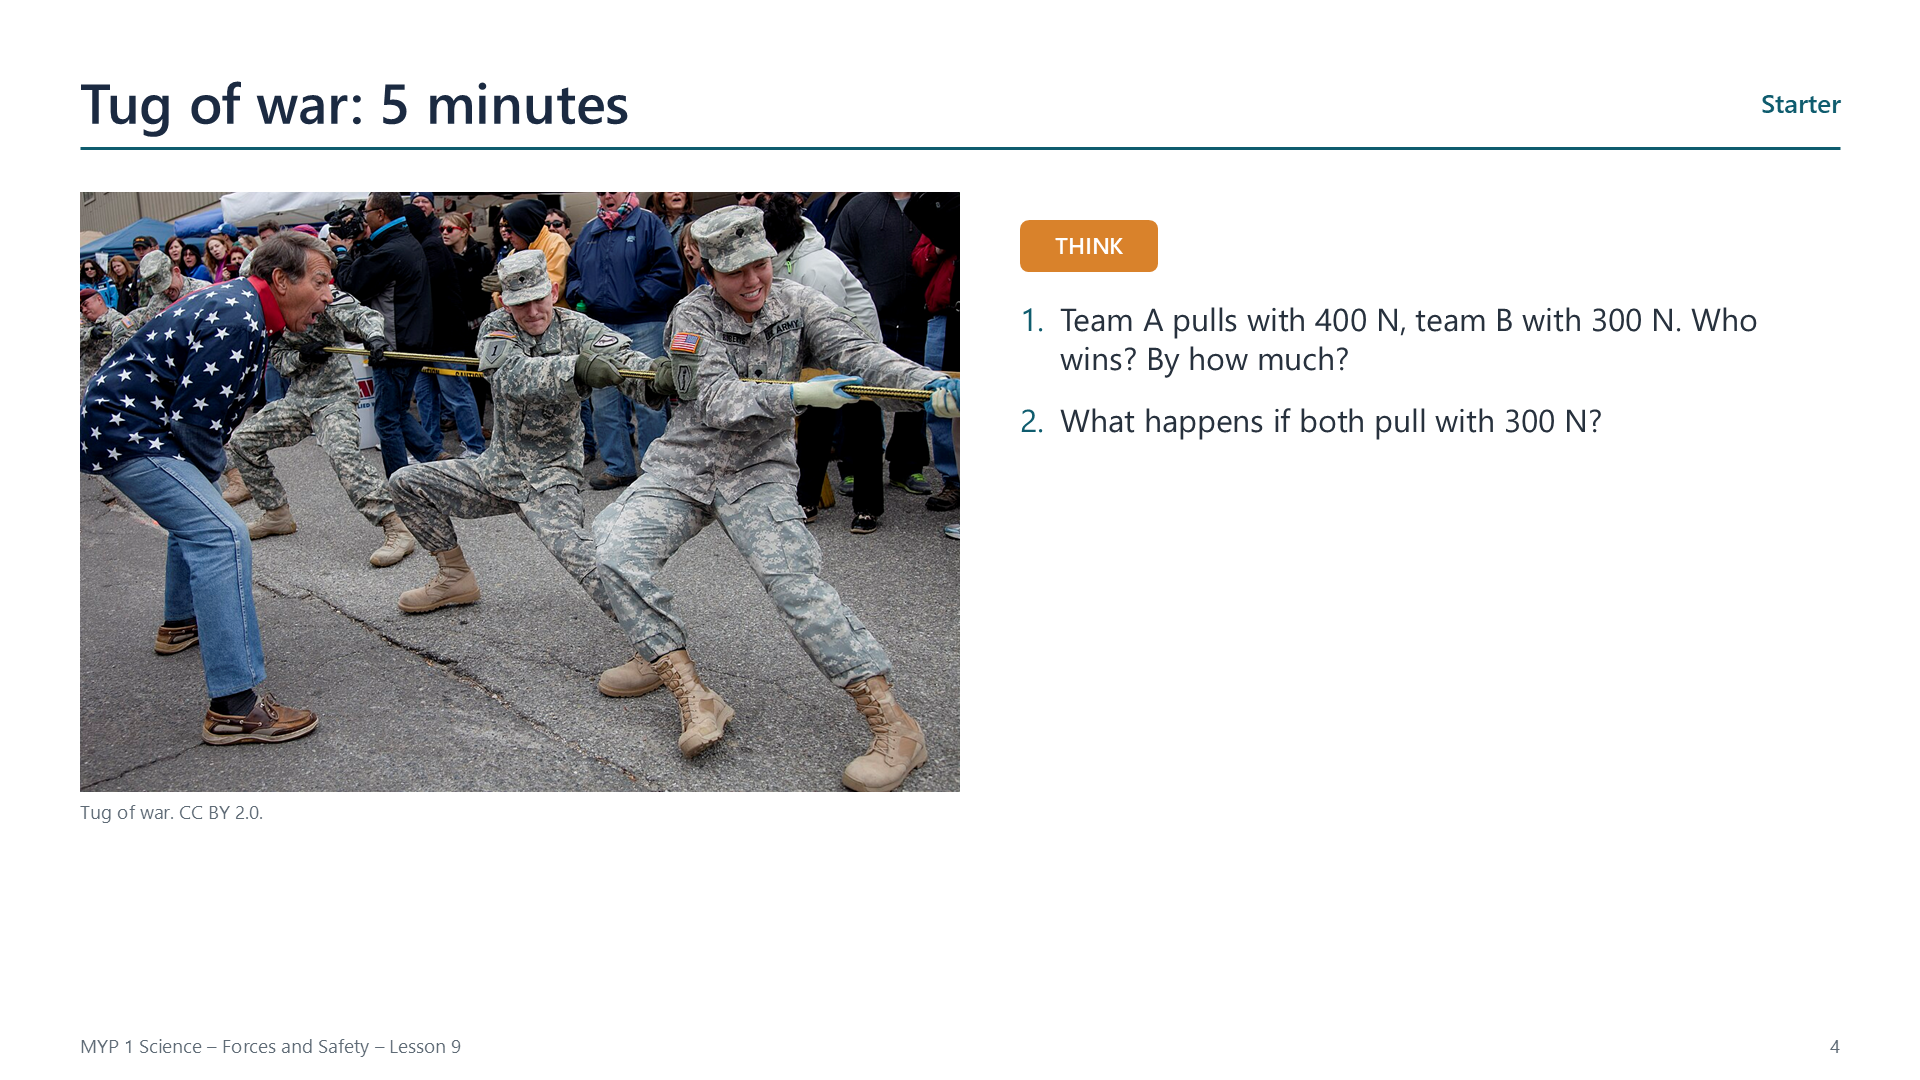 Tug of war: 5 minutes
Starter
THINK
1. Team A pulls with 400 N, team B with 300 N. Who
wins? By how much?
2. What happens if both pull with 300 N?
U.S. ARMY
CAUTION
Tug of war. CC BY 2.0.
MYP 1 Science – Forces and Safety – Lesson 9
4